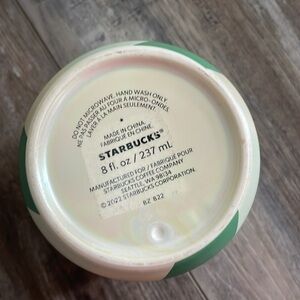 DO NOT MICROWAVE. HAND WASH ONLY
NE PAS PASSER AU FOUR À MICRO-ONDES.
LAVER À LA MAIN SEULEMENT.
MADE IN CHINA.
FABRIQUÉ EN CHINE.
STARBUCKS®
8 fl. oz / 237 mL
MANUFACTURED FOR / FABRIQUÉ POUR
STARBUCKS COFFEE COMPANY
SEATTLE, WA 98134
© 2022 STARBUCKS CORPORATION.
BZ 822